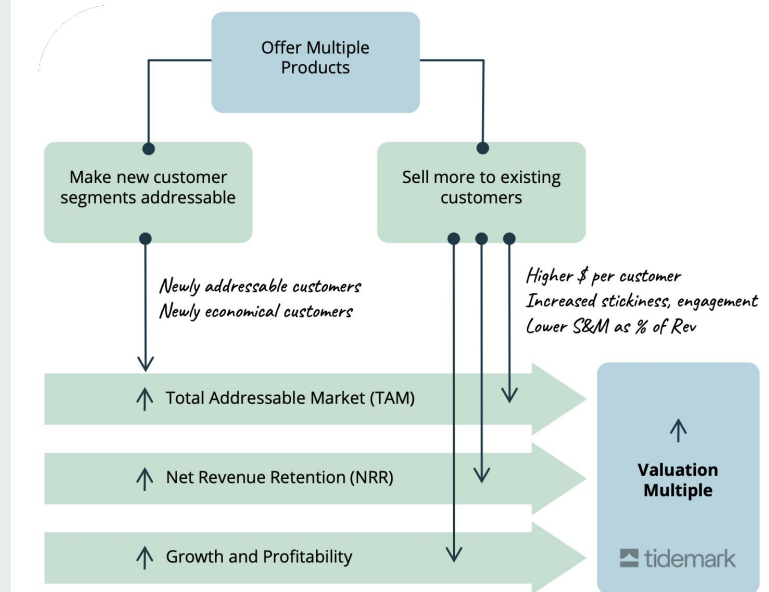 Offer Multiple
Products
Make new customer
segments addressable
Sell more to existing
customers
Newly addressable customers
Newly economical customers
Higher $ per customer
Increased stickiness, engagement
Lower S&M as % of Rev
Total Addressable Market (TAM)
Net Revenue Retention (NRR)
Growth and Profitability
Valuation
Multiple
tidemark